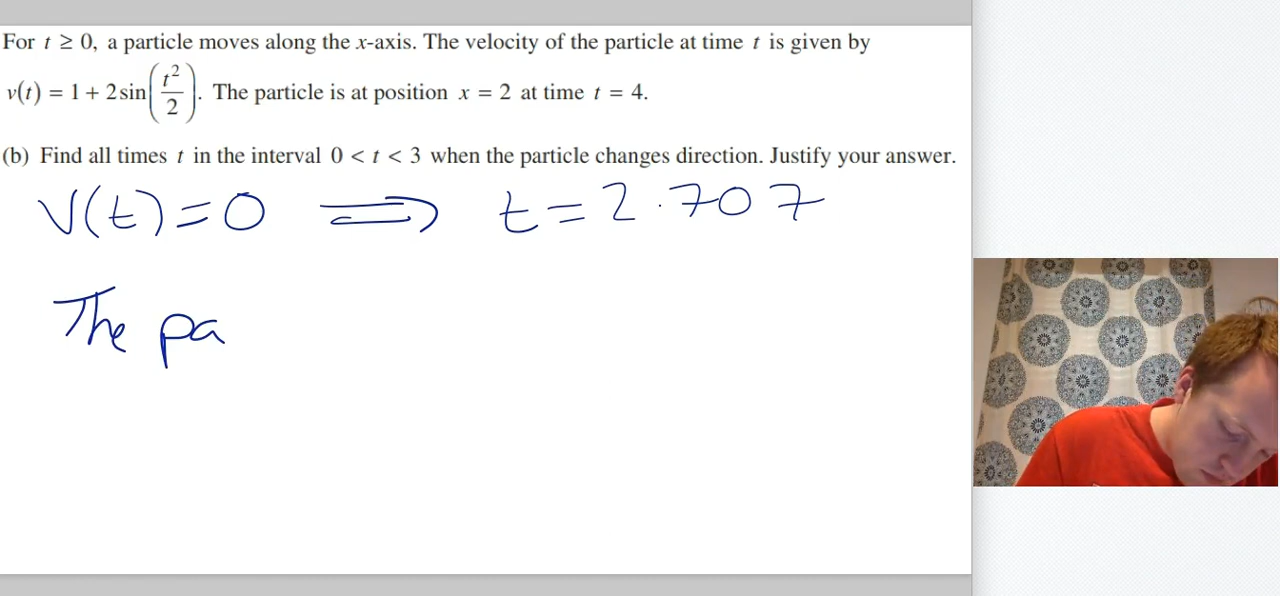 For t ≥ 0, a particle moves along the x-axis. The velocity of the particle at time t is given by
v(t) = 1 + 2 sin(t²/2). The particle is at position x = 2 at time t = 4.
(b) Find all times t in the interval 0 < t < 3 when the particle changes direction. Justify your answer.
V(t) = 0 ⟹ t = 2.707
The pa